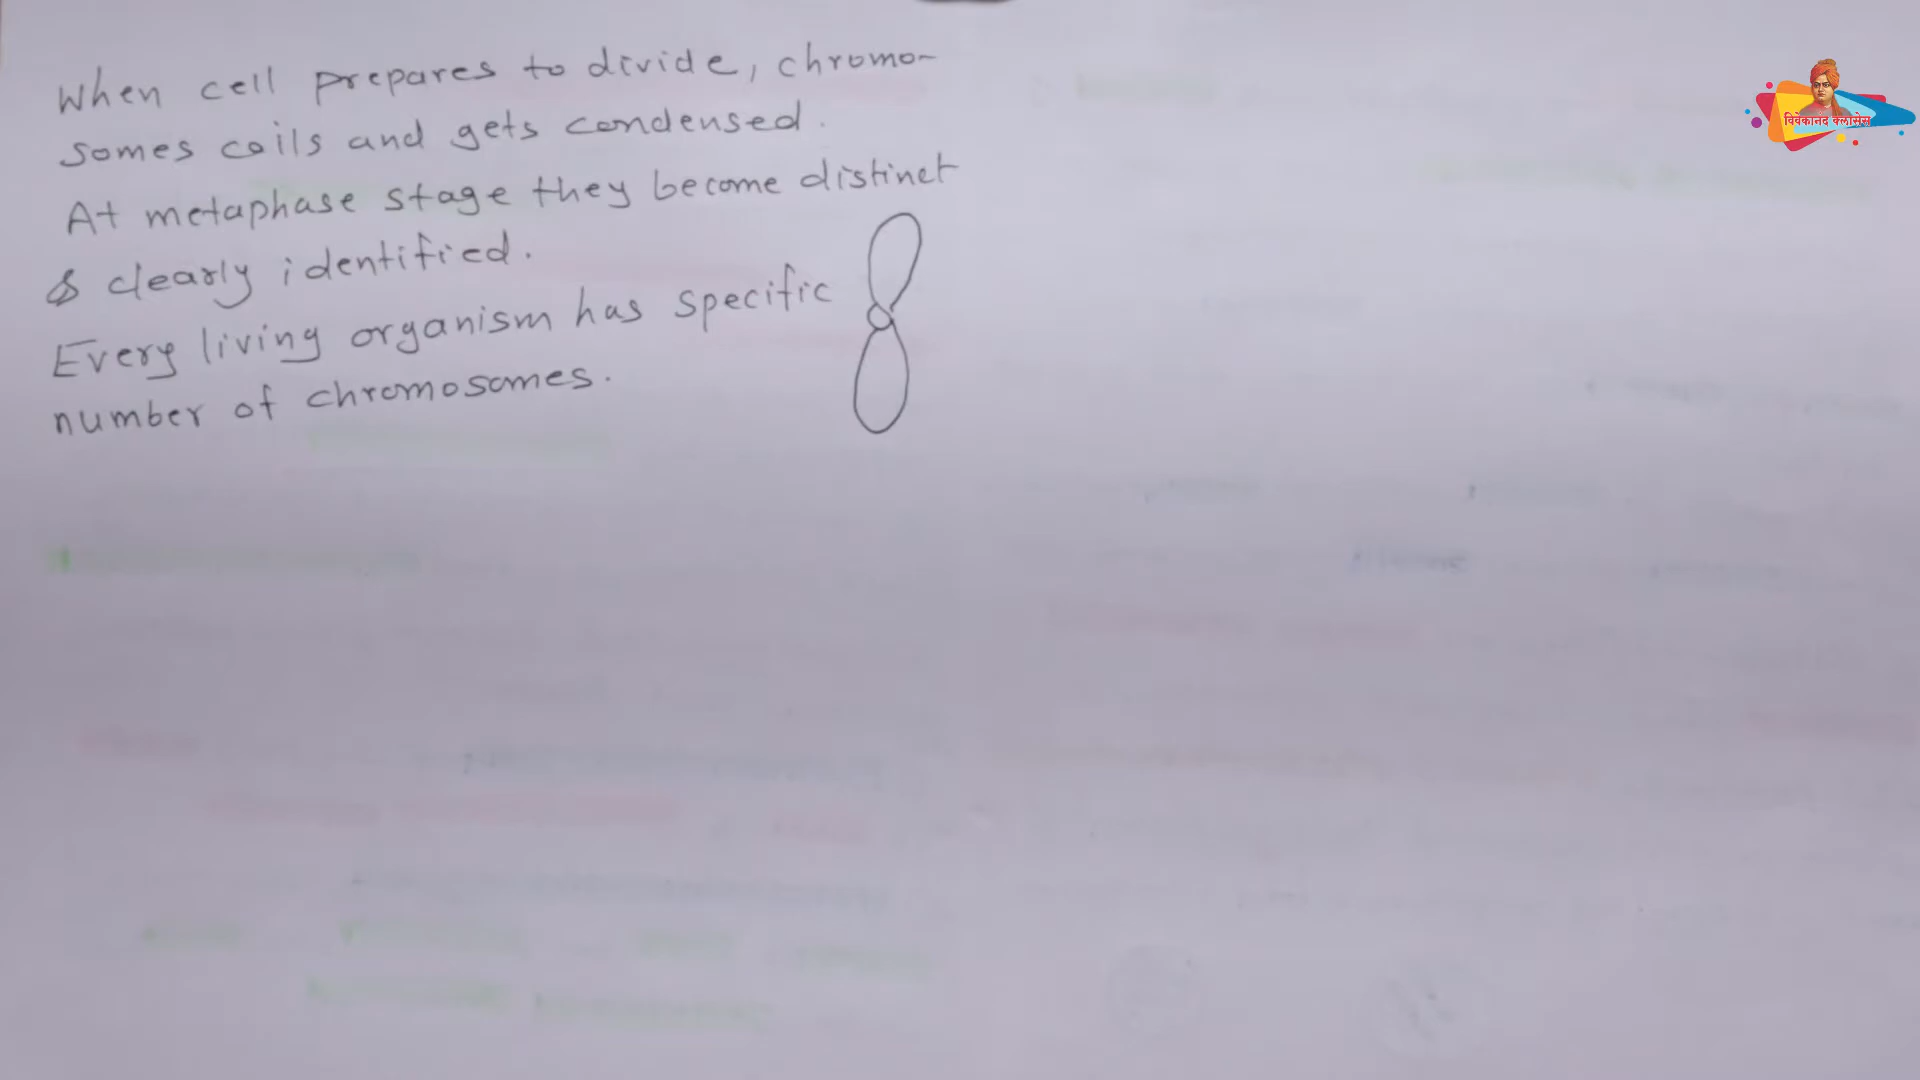 When cell prepares to divide, chromo-
somes coils and gets condensed.
At metaphase stage they become distinct
& clearly identified.
Every living organism has specific
number of chromosomes.
विवेकानंद क्लासेस